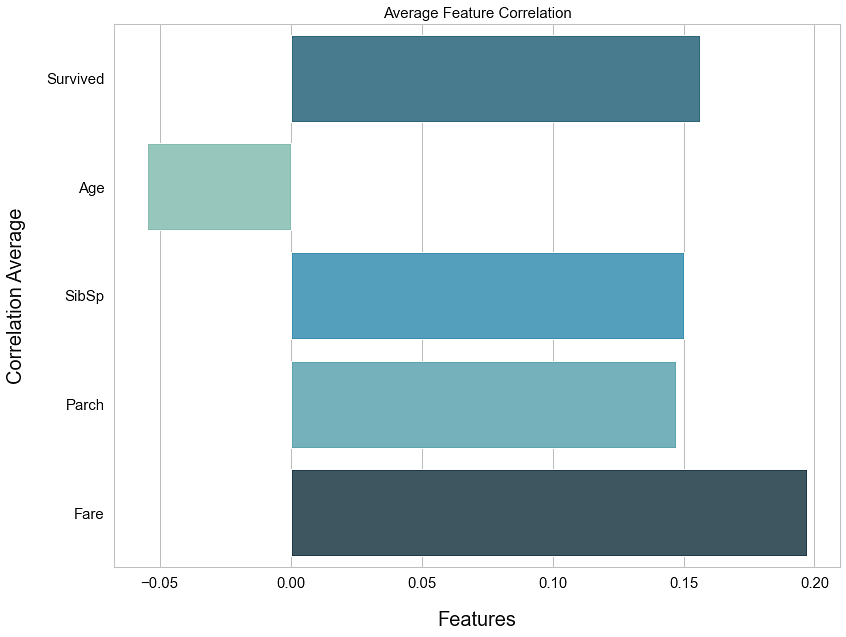 Average Feature Correlation
Survived
Age
SibSp
Parch
Fare
Correlation Average
−0.05
0.00
0.05
0.10
0.15
0.20
Features